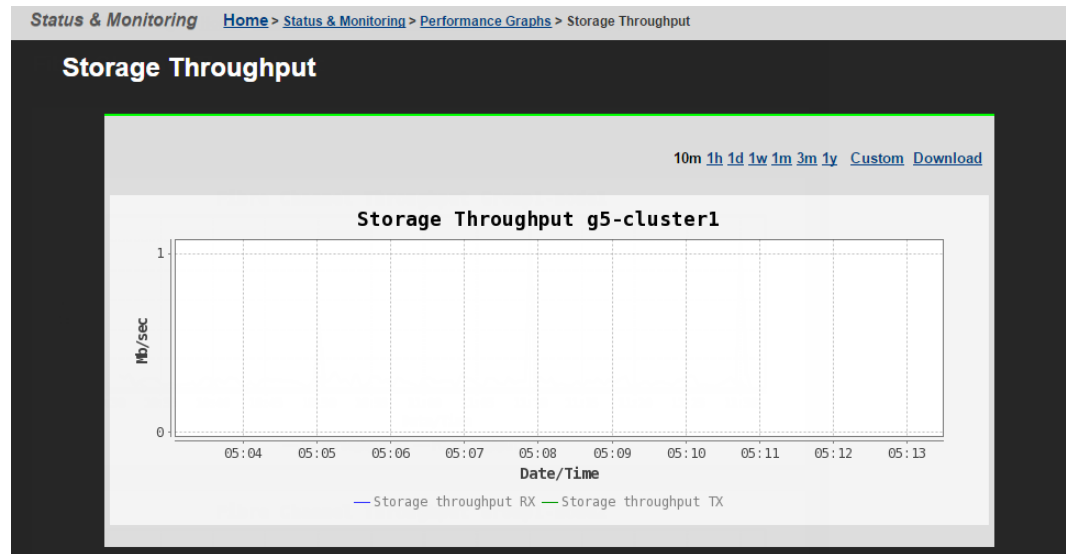 Status & Monitoring Home > Status & Monitoring > Performance Graphs > Storage Throughput
Storage Throughput
10m 1h 1d 1w 1m 3m 1y Custom Download
Storage Throughput g5-cluster1
1
Mb/sec
0
05:04 05:05 05:06 05:07 05:08 05:09 05:10 05:11 05:12 05:13
Date/Time
Storage throughput RX Storage throughput TX